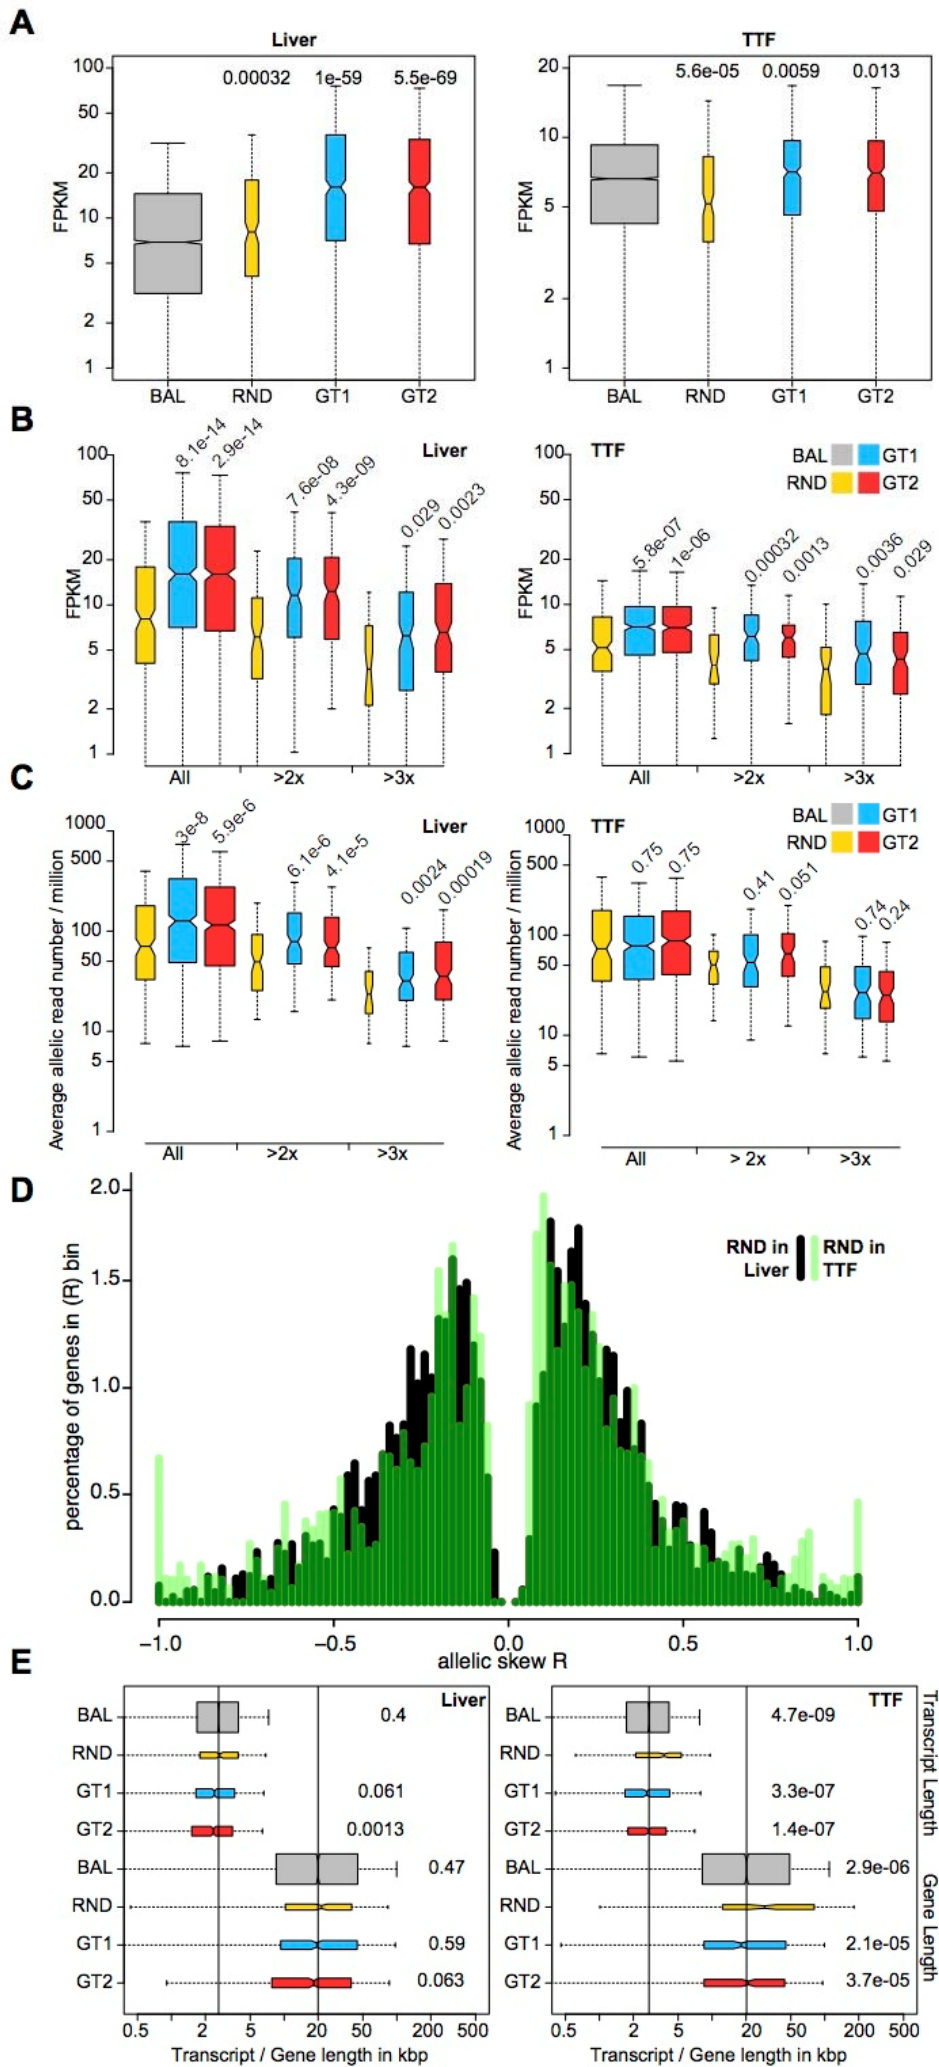 A
Liver
TTF
100
50
20
10
5
2
1
FPKM
0.00032 1e-59 5.5e-69
BAL RND GT1 GT2
20
10
5
2
1
FPKM
5.6e-05 0.0059 0.013
BAL RND GT1 GT2
B
Liver
100
50
20
10
5
2
1
FPKM
8.1e-14
2.9e-14
7.6e-08
4.3e-09
0.029
0.0023
All >2x >3x
TTF
BAL GT1
RND GT2
100
50
20
10
5
2
1
FPKM
5.8e-07
1e-06
0.00032
0.0013
0.0036
0.029
All >2x >3x
C
Liver
1000
500
100
50
10
5
1
Average allelic read number / million
3e-8
5.9e-6
6.1e-6
4.1e-5
0.0024
0.00019
All >2x >3x
TTF
BAL GT1
RND GT2
1000
500
100
50
10
5
1
Average allelic read number / million
0.75
0.75
0.41
0.051
0.74
0.24
All > 2x >3x
D
2.0
1.5
1.0
0.5
0.0
percentage of genes in (R) bin
RND in Liver
RND in TTF
−1.0 −0.5 0.0 0.5 1.0
allelic skew R
E
Liver
BAL 0.4
RND
GT1 0.061
GT2 0.0013
BAL 0.47
RND
GT1 0.59
GT2 0.063
0.5 2 5 20 50 200 500
Transcript / Gene length in kbp
TTF
BAL 4.7e-09
RND
GT1 3.3e-07
GT2 1.4e-07
BAL 2.9e-06
RND
GT1 2.1e-05
GT2 3.7e-05
Transcript Length
Gene Length
0.5 2 5 20 50 200 500
Transcript / Gene length in kbp